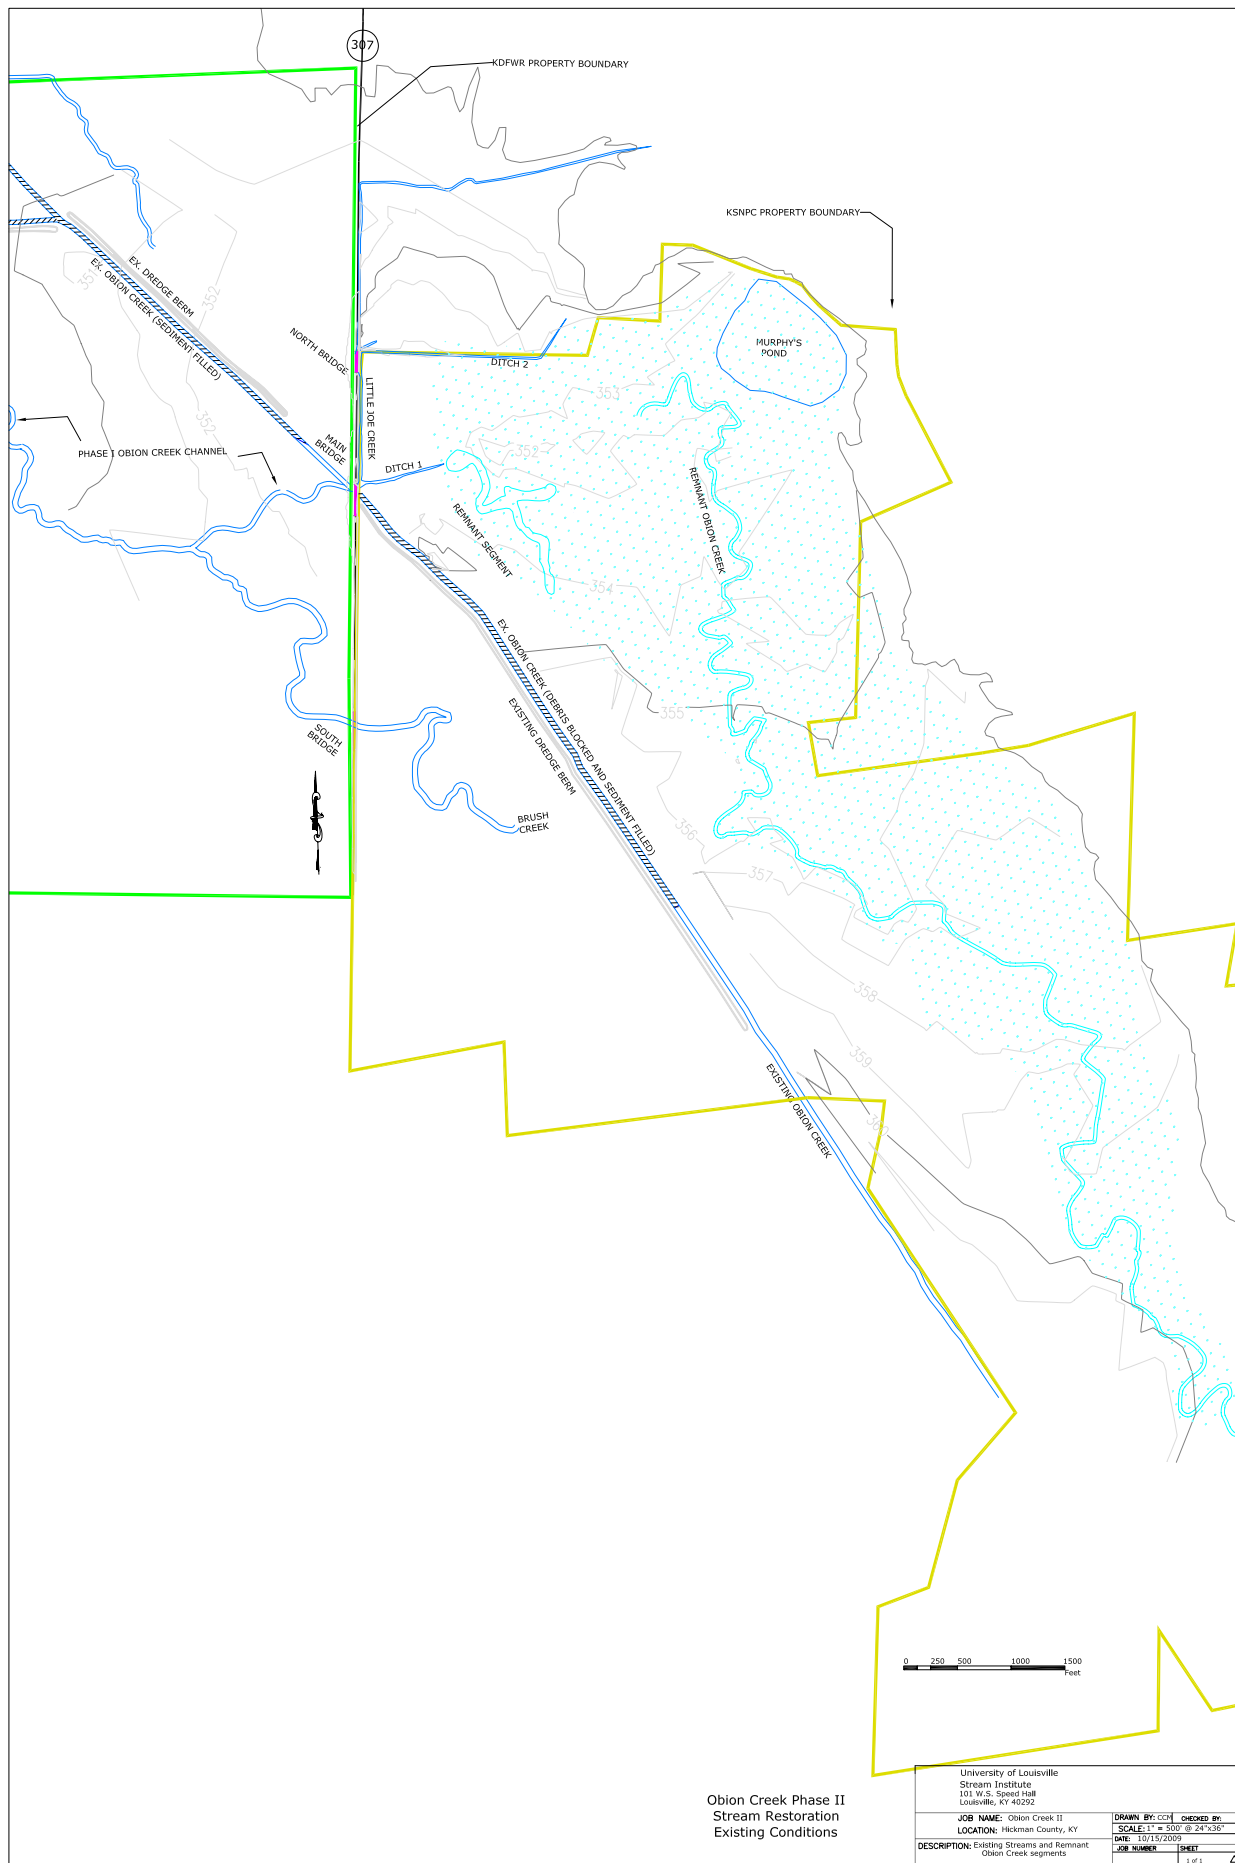 307
KDFWR PROPERTY BOUNDARY
KSNPC PROPERTY BOUNDARY
EX. DREDGE BERM
EX. OBION CREEK (SEDIMENT FILLED)
351
352
352
NORTH BRIDGE
LITTLE JOE CREEK
DITCH 2
MURPHY'S
POND
353
352
MAIN
BRIDGE
DITCH 1
PHASE I OBION CREEK CHANNEL
REMNANT SEGMENT
REMNANT OBION CREEK
354
EX. OBION CREEK (DEBRIS BLOCKED AND SEDIMENT FILLED)
EXISTING DREDGE BERM
355
SOUTH
BRIDGE
BRUSH
CREEK
356
357
358
359
360
EXISTING OBION CREEK
0 250 500 1000 1500
Feet
Obion Creek Phase II
Stream Restoration
Existing Conditions
University of Louisville
Stream Institute
101 W.S. Speed Hall
Louisville, KY 40292
JOB NAME: Obion Creek II
LOCATION: Hickman County, KY
DESCRIPTION: Existing Streams and Remnant
Obion Creek segments
DRAWN BY: CCM CHECKED BY:
SCALE: 1" = 500' @ 24"x36"
DATE: 10/15/2009
JOB NUMBER SHEET
1 of 1